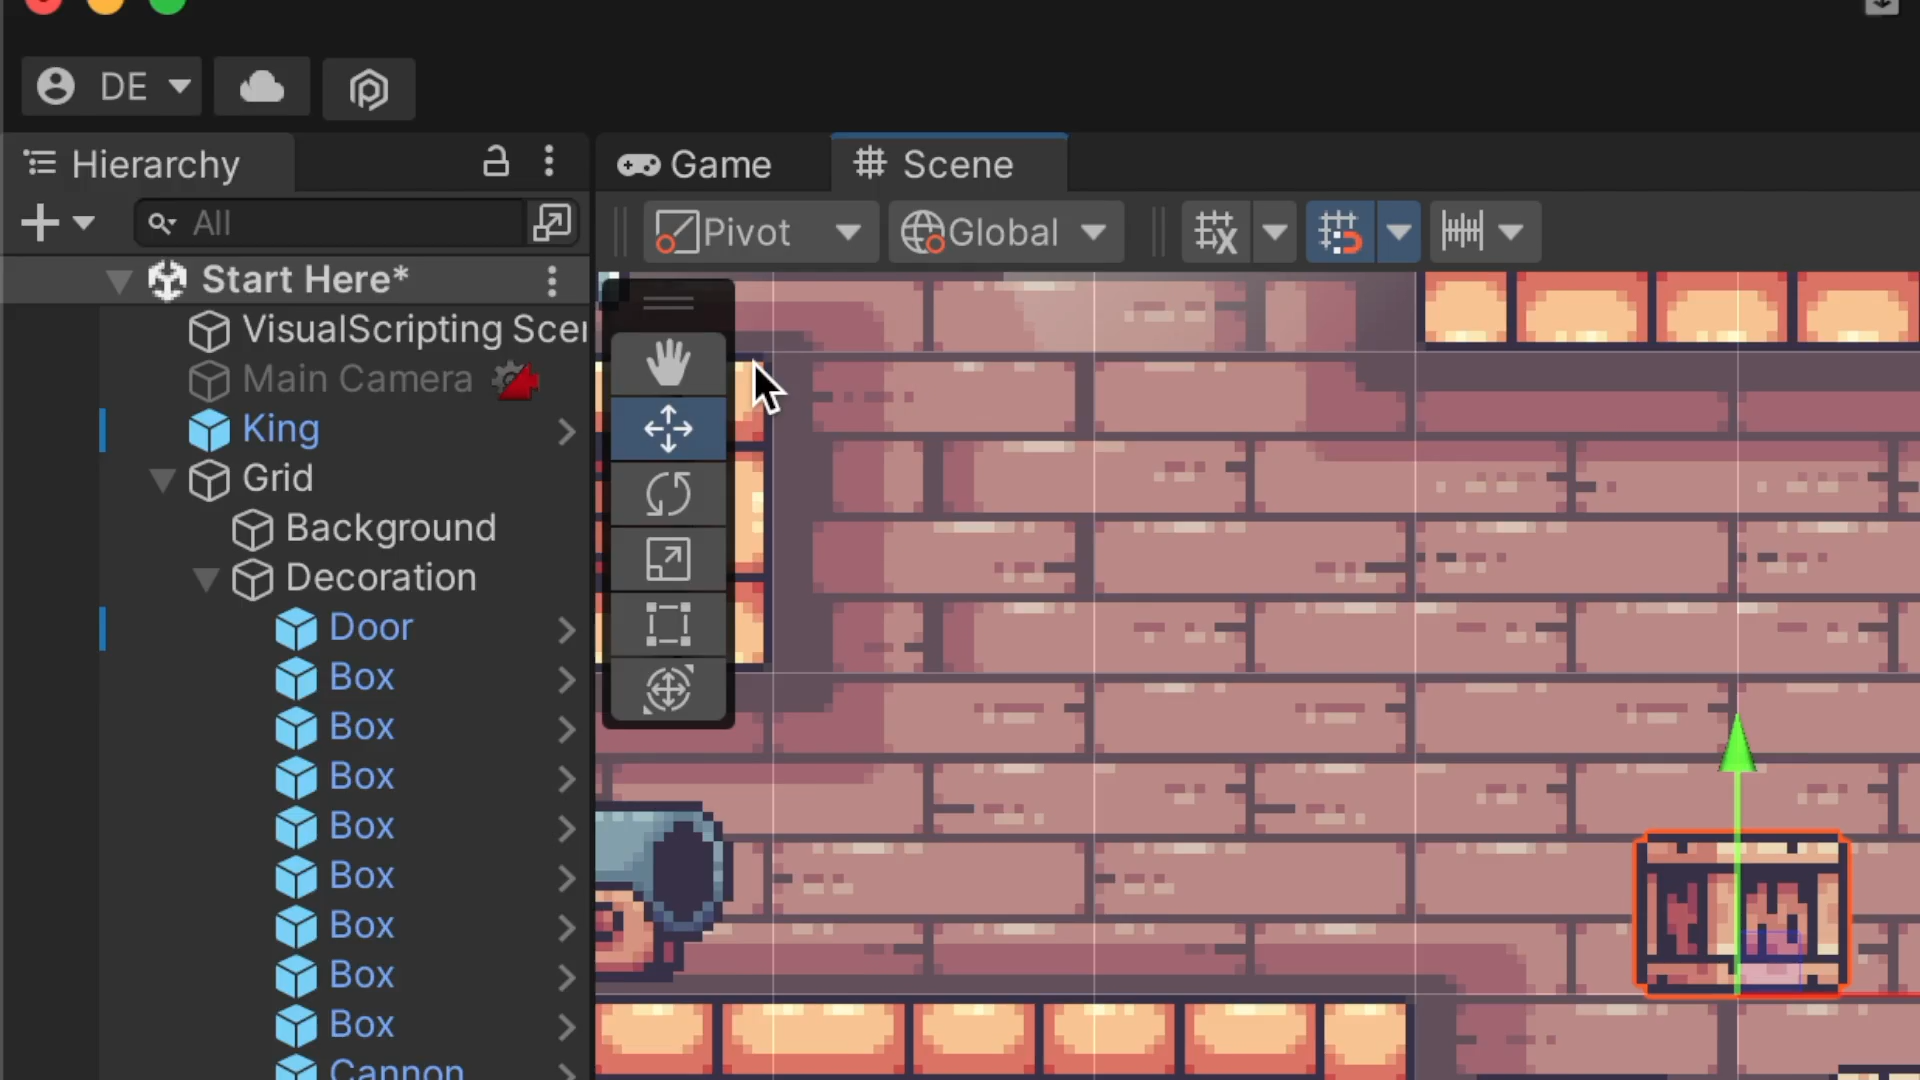 DE
Hierarchy
Game
Scene
All
Pivot
Global
Start Here*
VisualScripting Scen
Main Camera
King
Grid
Background
Decoration
Door
Box
Box
Box
Box
Box
Box
Box
Box
Cannon